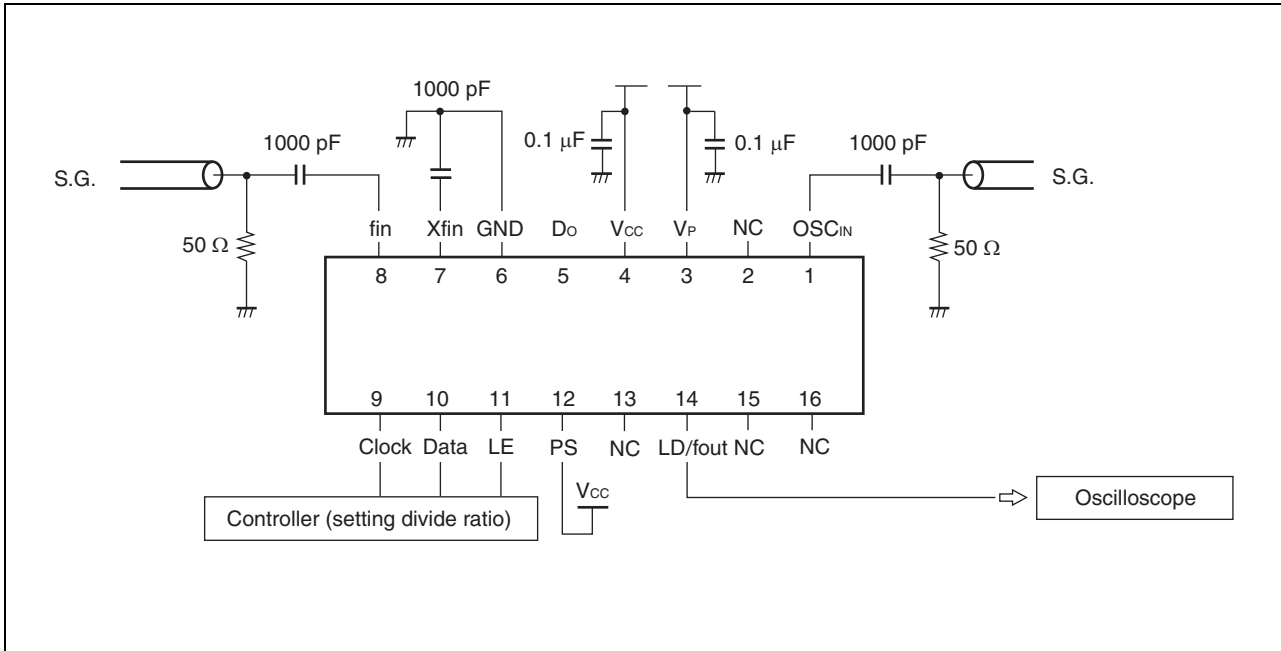 1000 pF
0.1 μF
0.1 μF
1000 pF
1000 pF
S.G.
S.G.
50 Ω
50 Ω
fin Xfin GND DO VCC VP NC OSCIN
8 7 6 5 4 3 2 1
9 10 11 12 13 14 15 16
Clock Data LE PS NC LD/fout NC NC
VCC
Controller (setting divide ratio)
Oscilloscope